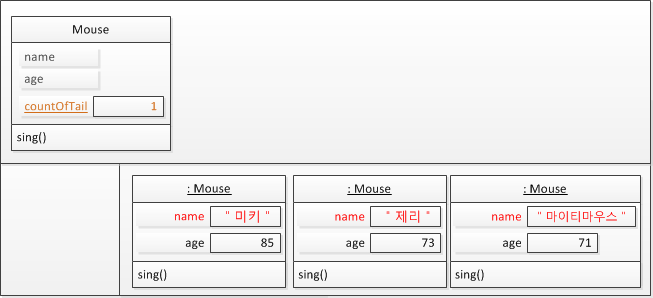 Mouse
name
age
countOfTail 1
sing()
: Mouse
name " 미키 "
age 85
sing()
: Mouse
name " 제리 "
age 73
sing()
: Mouse
name " 마이티마우스 "
age 71
sing()